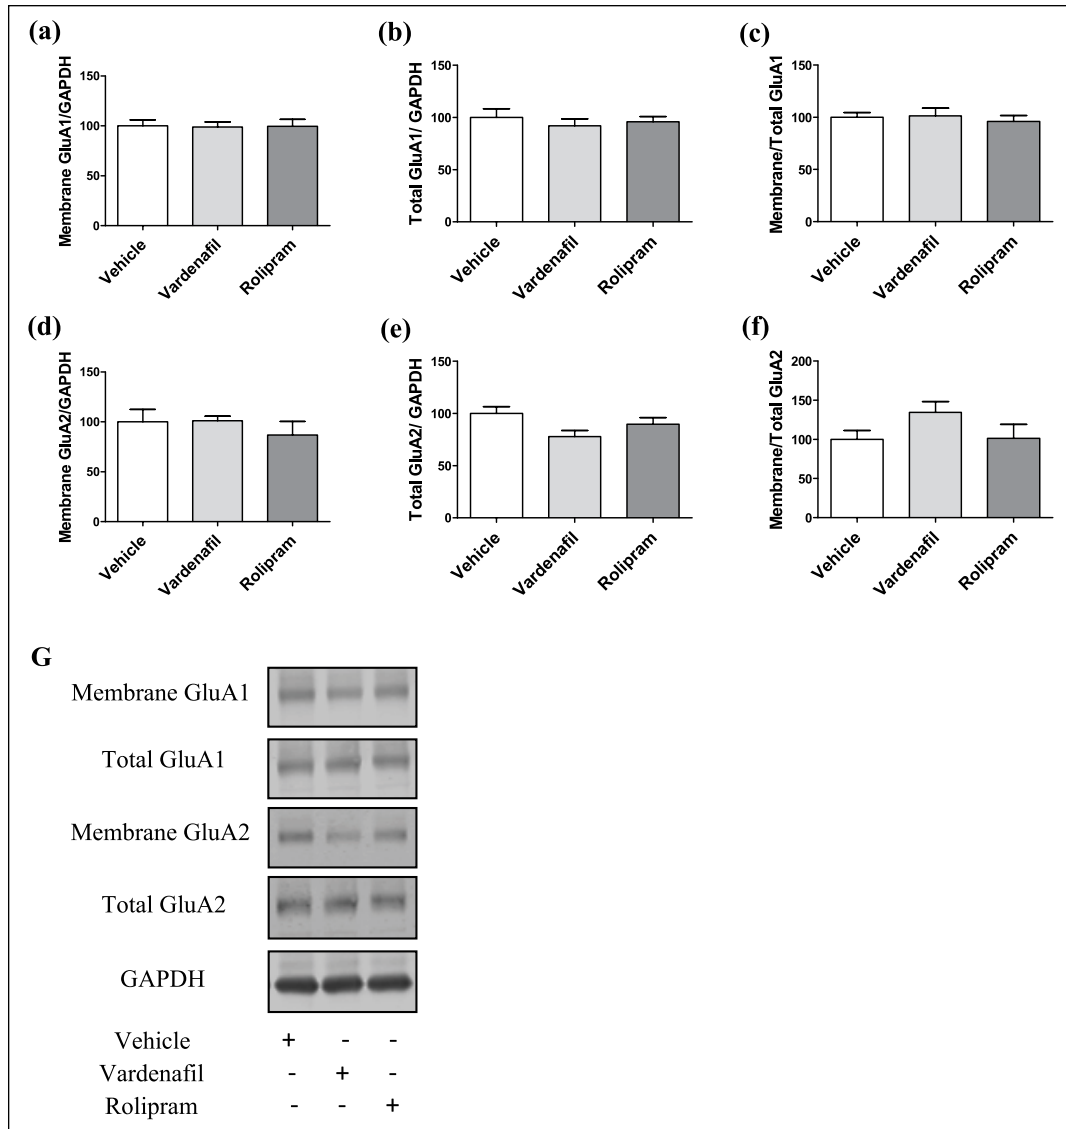 (a)
Membrane GluA1/GAPDH
150
100
50
0
Vehicle
Vardenafil
Rolipram
(b)
Total GluA1/ GAPDH
150
100
50
0
Vehicle
Vardenafil
Rolipram
(c)
Membrane/Total GluA1
150
100
50
0
Vehicle
Vardenafil
Rolipram
(d)
Membrane GluA2/GAPDH
150
100
50
0
Vehicle
Vardenafil
Rolipram
(e)
Total GluA2/ GAPDH
150
100
50
0
Vehicle
Vardenafil
Rolipram
(f)
Membrane/Total GluA2
200
150
100
50
0
Vehicle
Vardenafil
Rolipram
G
Membrane GluA1
Total GluA1
Membrane GluA2
Total GluA2
GAPDH
Vehicle + - -
Vardenafil - + -
Rolipram - - +